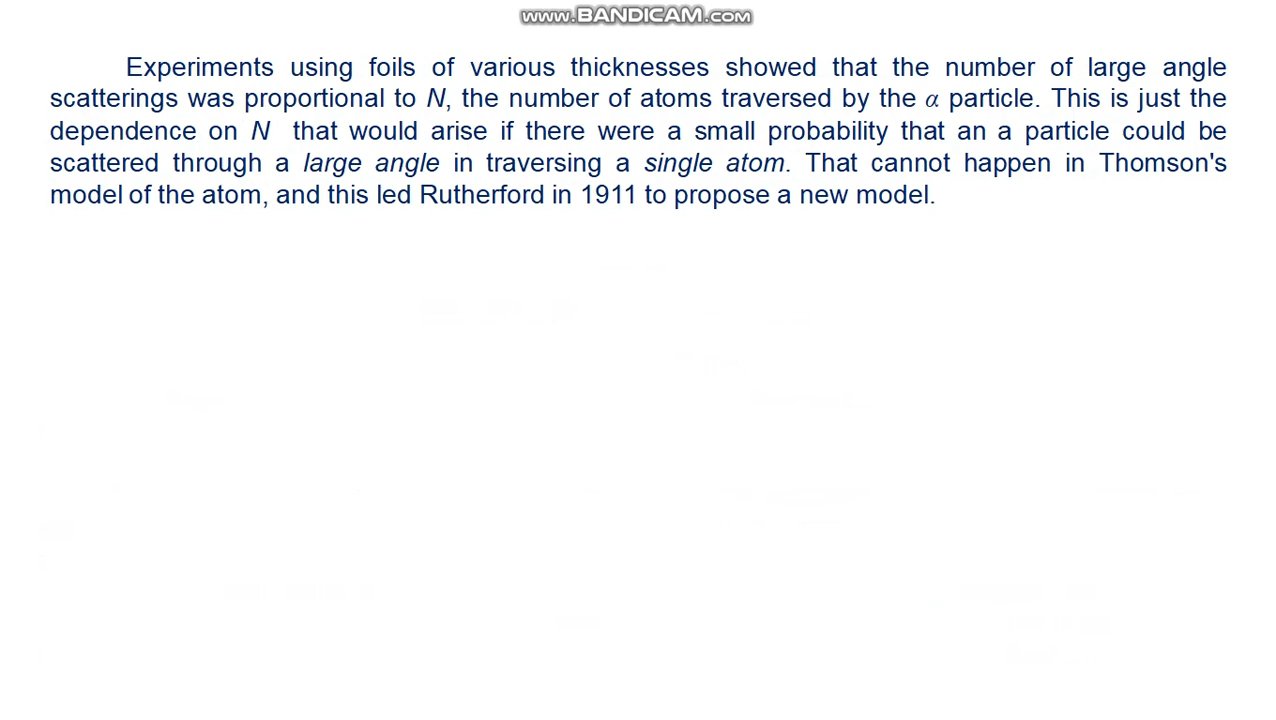 www.BANDICAM.com
Experiments using foils of various thicknesses showed that the number of large angle
scatterings was proportional to N, the number of atoms traversed by the α particle. This is just the
dependence on N that would arise if there were a small probability that an a particle could be
scattered through a large angle in traversing a single atom. That cannot happen in Thomson's
model of the atom, and this led Rutherford in 1911 to propose a new model.